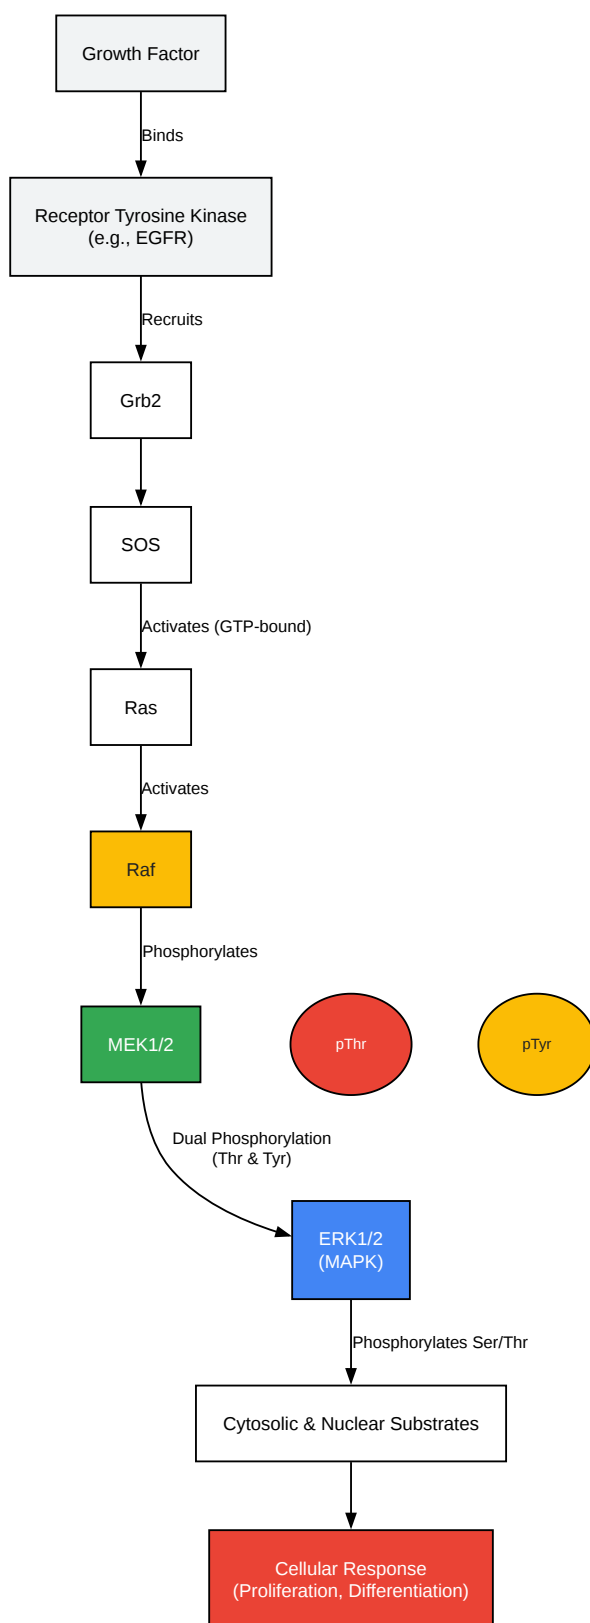 Growth Factor
Binds
Receptor Tyrosine Kinase
(e.g., EGFR)
Recruits
Grb2
SOS
Activates (GTP-bound)
Ras
Activates
Raf
Phosphorylates
MEK1/2
pThr
pTyr
Dual Phosphorylation
(Thr & Tyr)
ERK1/2
(MAPK)
Phosphorylates Ser/Thr
Cytosolic & Nuclear Substrates
Cellular Response
(Proliferation, Differentiation)